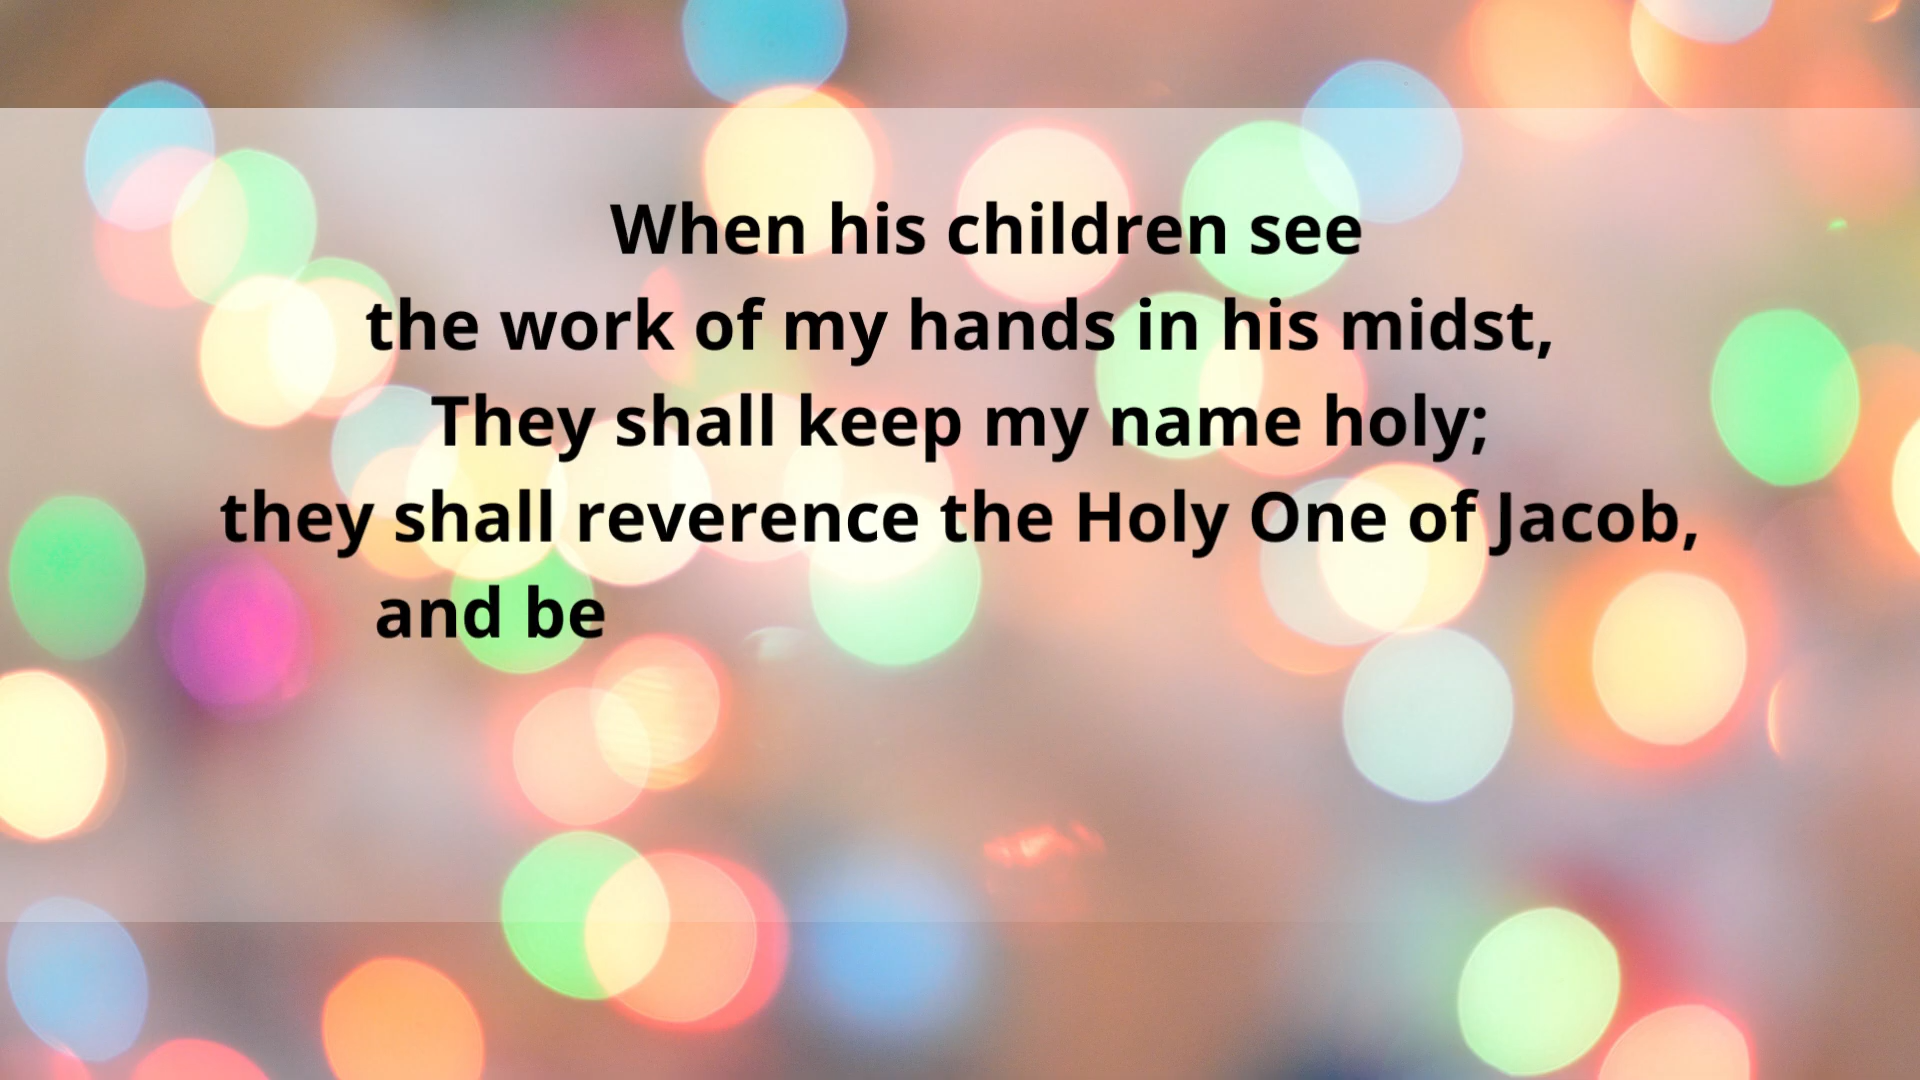 When his children see
the work of my hands in his midst,
They shall keep my name holy;
they shall reverence the Holy One of Jacob,
and be